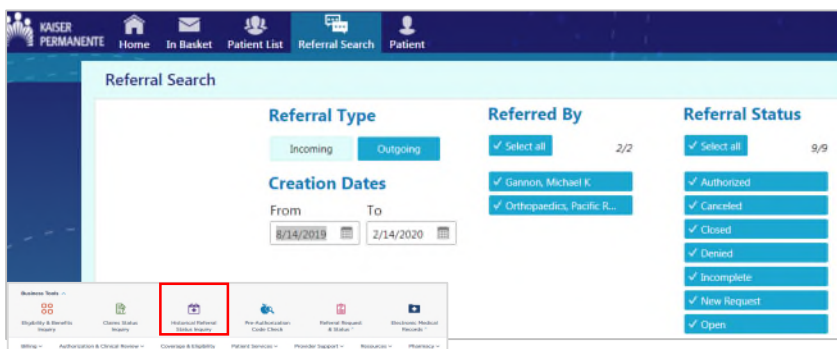 KAISER
PERMANENTE
Home In Basket Patient List Referral Search Patient
Referral Search
Referral Type
Incoming Outgoing
Creation Dates
From To
8/14/2019 2/14/2020
Referred By
✓ Select all 2/2
✓ Gannon, Michael K
✓ Orthopaedics, Pacific R...
Referral Status
✓ Select all 9/9
✓ Authorized
✓ Canceled
✓ Closed
✓ Denied
✓ Incomplete
✓ New Request
✓ Open
Business Tools
Eligibility & Benefits
Inquiry
Claims Status
Inquiry
Historical Referral
Status Inquiry
Pre-Authorization
Code Check
Referral Request
& Status
Electronic Medical
Records
Billing Authorization & Clinical Review Coverage & Eligibility Patient Services Provider Support Resources Pharmacy